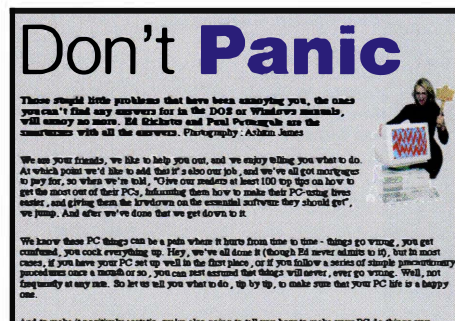 Don't Panic
Those stupid little problems that have been annoying you, the ones
you can't find any answers for in the DOS or Windows manuals,
will annoy no more. Ed Ricketts and Paul Pettengale are the
smartarses with all the answers. Photography: Ashton James
We are your friends, we like to help you out, and we enjoy telling you what to do.
At which point we'd like to add that it's also our job, and we've all got mortgages
to pay for, so when we're told, "Give our readers at least 100 top tips on how to
get the most out of their PCs, informing them how to make their PC-using lives
easier, and giving them the lowdown on the essential software they should get",
we jump. And after we've done that we get down to it.
We know these PC things can be a pain where it hurts from time to time - things go wrong, you get
confused, you cock everything up. Hey, we've all done it (though Ed never admits to it), but in most
cases, if you have your PC set up well in the first place, or if you follow a series of simple precautionary
procedures once a month or so, you can rest assured that things will never, ever go wrong. Well, not
frequently at any rate. So let us tell you what to do, tip by tip, to make sure that your PC life is a happy
one.